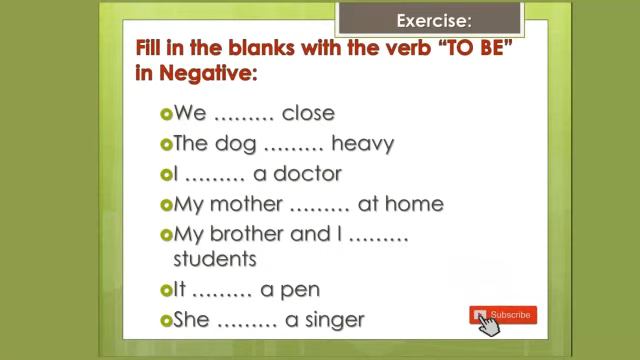 Exercise:
Fill in the blanks with the verb “TO BE”
in Negative:
We ……… close
The dog ……… heavy
I ……… a doctor
My mother ……… at home
My brother and I ………
students
It ……… a pen
She ……… a singer
Subscribe